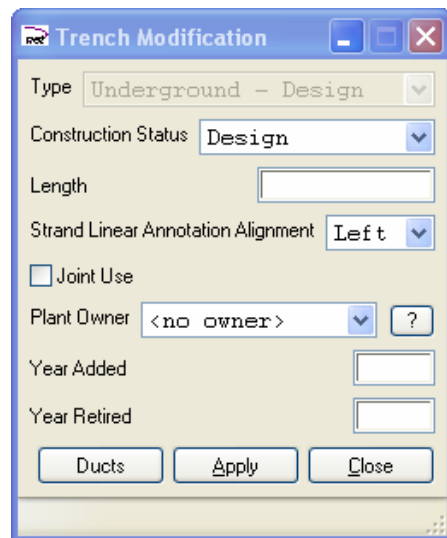 Trench Modification
Type Underground - Design
Construction Status Design
Length
Strand Linear Annotation Alignment Left
Joint Use
Plant Owner <no owner> ?
Year Added
Year Retired
Ducts Apply Close